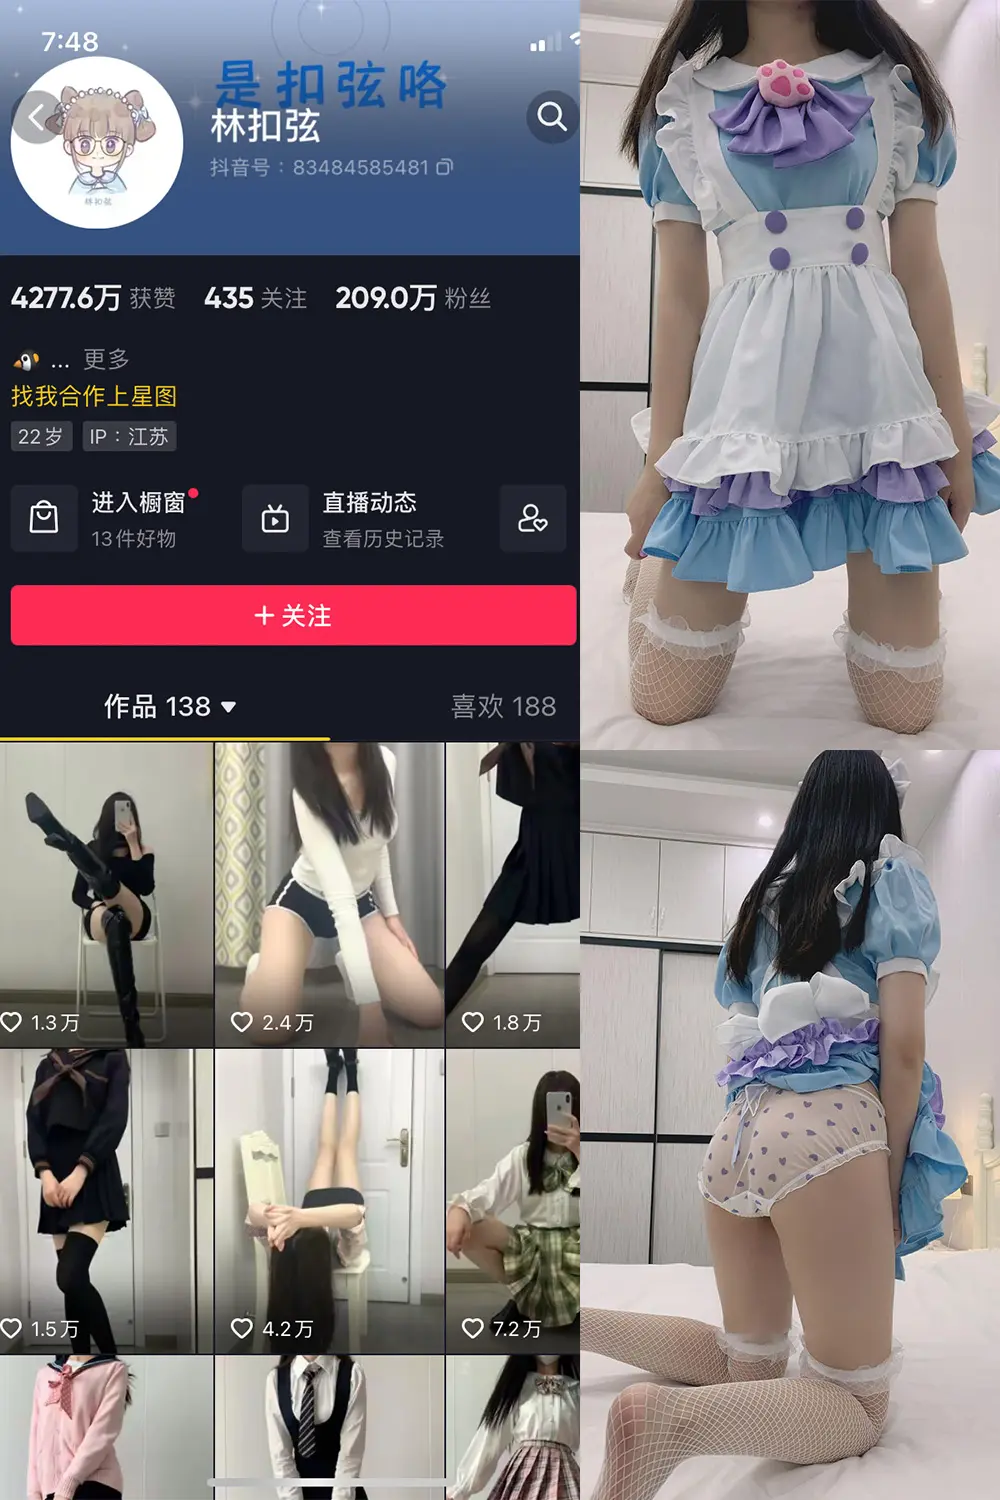 7:48
是扣弦咯
林扣弦
抖音号：83484585481
林扣弦
4277.6万 获赞 435 关注 209.0万 粉丝
... 更多
找我合作上星图
22岁 IP：江苏
进入橱窗 直播动态
13件好物 查看历史记录
+ 关注
作品 138 喜欢 188
1.3万 2.4万 1.8万
1.5万 4.2万 7.2万